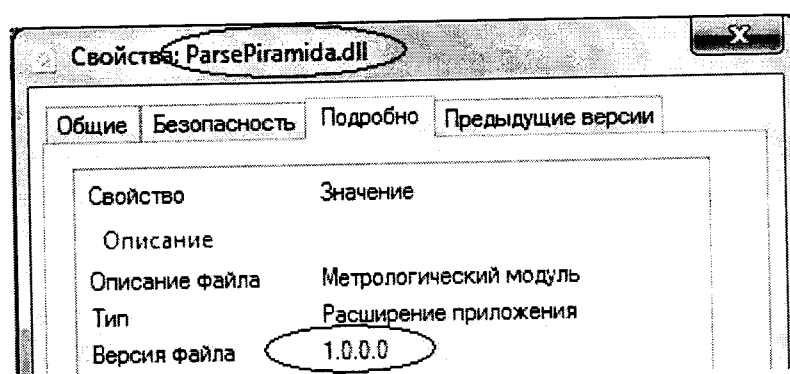 Свойства: ParsePiramida.dll
X
Общие Безопасность Подробно Предыдущие версии
Свойство Значение
Описание
Описание файла Метрологический модуль
Тип Расширение приложения
Версия файла 1.0.0.0